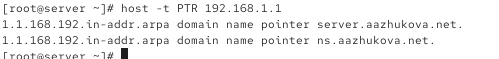 [root@server ~]# host -t PTR 192.168.1.1
1.1.168.192.in-addr.arpa domain name pointer server.aazhukova.net.
1.1.168.192.in-addr.arpa domain name pointer ns.aazhukova.net.
[root@server ~]#